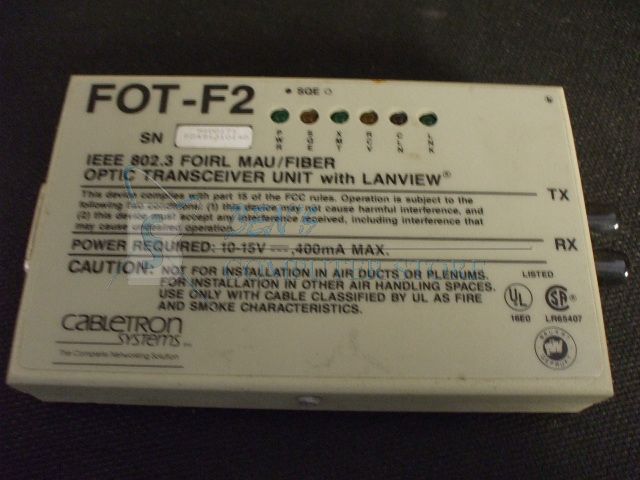 FOT-F2
SQE
PWR
SQE
XMT
RCV
CLN
LNK
SN
IEEE 802.3 FOIRL MAU/FIBER
OPTIC TRANSCEIVER UNIT with LANVIEW®
TX
This device complies with part 15 of the FCC rules. Operation is subject to the
following two conditions: (1) this device may not cause harmful interference, and
(2) this device must accept any interference received, including interference that
may cause undesired operation.
RX
POWER REQUIRED: 10-15V ⎓ ,400mA MAX.
CAUTION: NOT FOR INSTALLATION IN AIR DUCTS OR PLENUMS.
FOR INSTALLATION IN OTHER AIR HANDLING SPACES.
USE ONLY WITH CABLE CLASSIFIED BY UL AS FIRE
AND SMOKE CHARACTERISTICS.
LISTED
UL
SA
16E0 LR65407
CABLETRON
SYSTEMS
The Complete Networking Solution
COMPUTER STORE